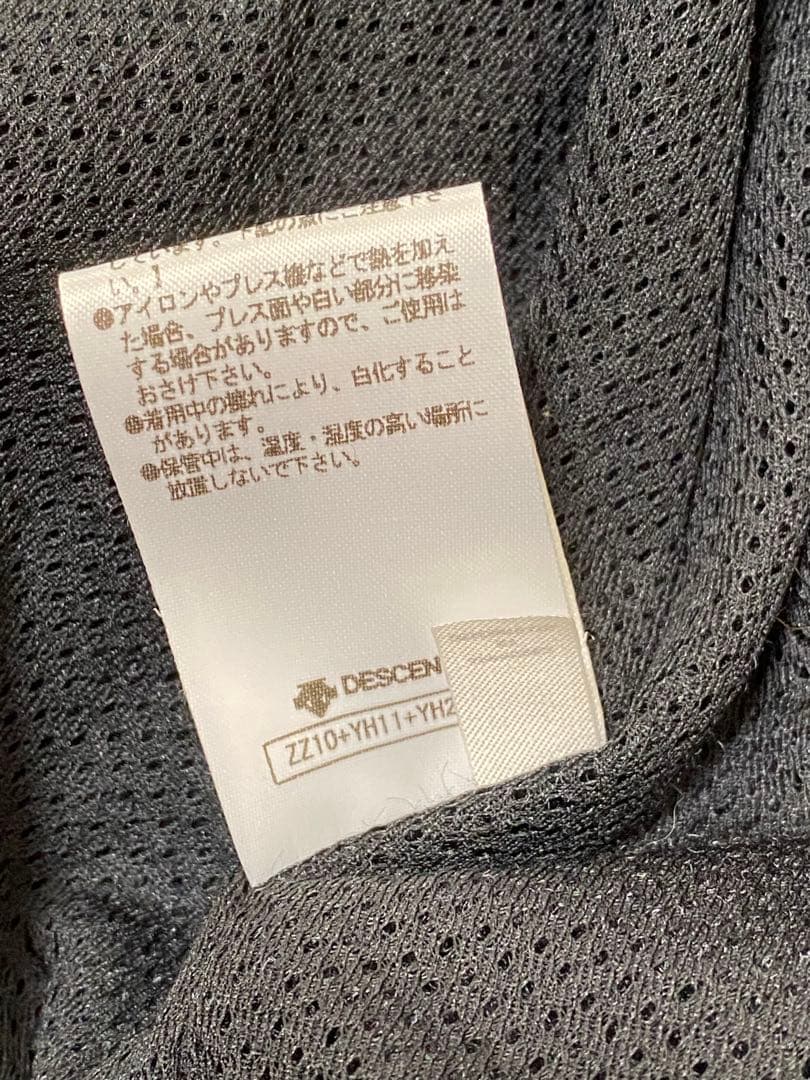 しています。下記の点にご注意下さ
い。】
●アイロンやプレス機などで熱を加え
た場合、プレス面や白い部分に移染
する場合がありますので、ご使用は
おさけ下さい。
●着用中の擦れにより、白化すること
があります。
●保管中は、温度・湿度の高い場所に
放置しないで下さい。
DESCEN
ZZ10+YH11+YH2